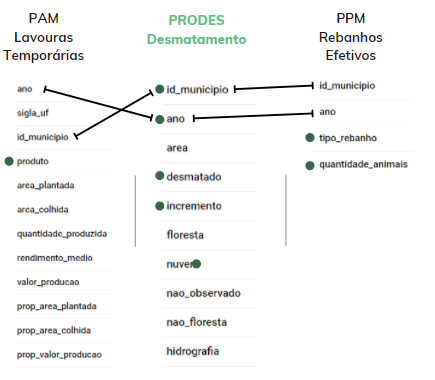 PAM
Lavouras
Temporárias
ano
sigla_uf
id_municipio
produto
area_plantada
area_colhida
quantidade_produzida
rendimento_medio
valor_producao
prop_area_plantada
prop_area_colhida
prop_valor_producao
PRODES
Desmatamento
id_municipio
ano
area
desmatado
incremento
floresta
nuvem
nao_observado
nao_floresta
hidrografia
PPM
Rebanhos
Efetivos
id_municipio
ano
tipo_rebanho
quantidade_animais